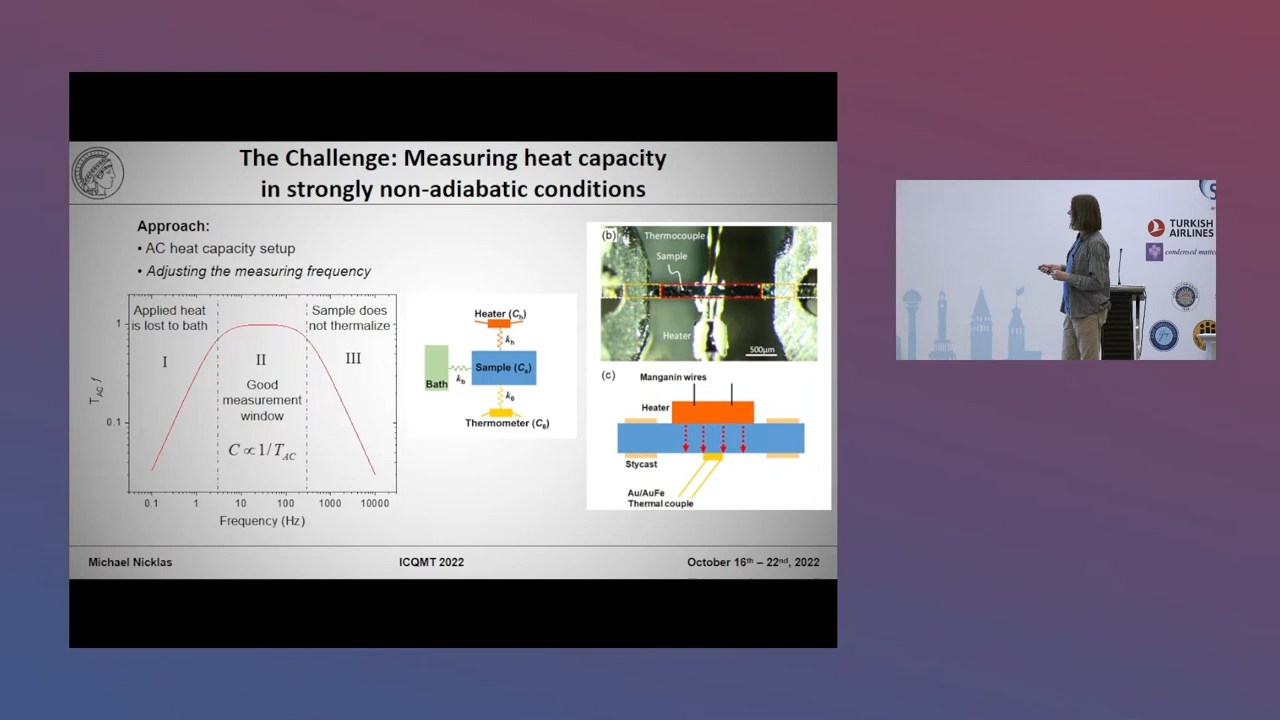 The Challenge: Measuring heat capacity
in strongly non-adiabatic conditions
Approach:
• AC heat capacity setup
• Adjusting the measuring frequency
Applied heat
is lost to bath
Sample does
not thermalize
I
II
III
Good
measurement
window
C ∝ 1/T_AC
T_AC f
1
0.1
0.1
1
10
100
1000
10000
Frequency (Hz)
Heater (C_h)
k_h
Sample (C_s)
Bath
k_b
k_θ
Thermometer (C_θ)
(b)
Thermocouple
Sample
Heater
500μm
(c)
Manganin wires
Heater
Stycast
Au/AuFe
Thermal couple
Michael Nicklas
ICQMT 2022
October 16th – 22nd, 2022
TURKISH
AIRLINES
condensed matte